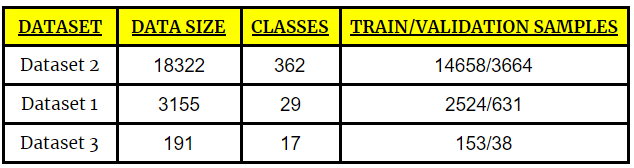 DATASET DATA SIZE CLASSES TRAIN/VALIDATION SAMPLES
Dataset 2 18322 362 14658/3664
Dataset 1 3155 29 2524/631
Dataset 3 191 17 153/38